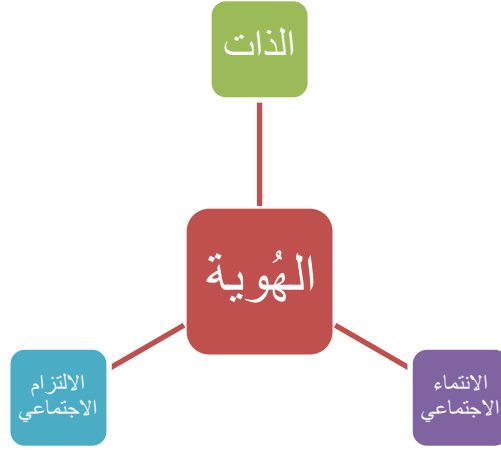 الذات
الهُوية
الانتماء
الاجتماعي
الالتزام
الاجتماعي